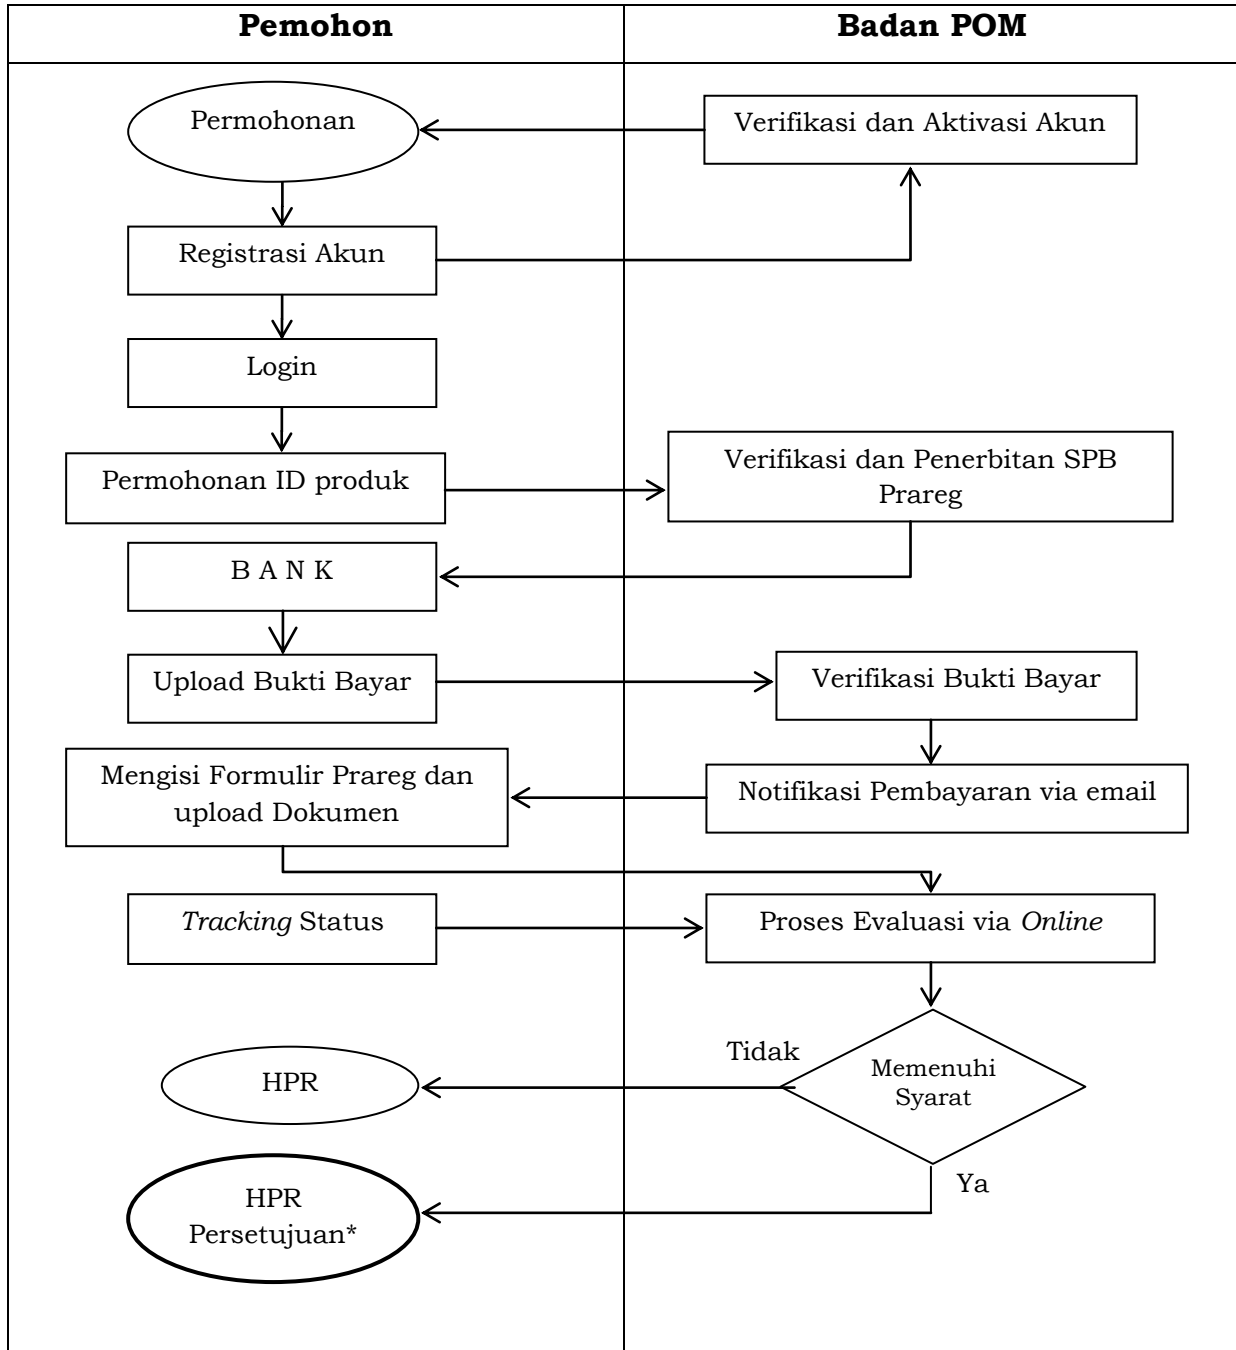 Pemohon
Badan POM
Permohonan
Verifikasi dan Aktivasi Akun
Registrasi Akun
Login
Permohonan ID produk
Verifikasi dan Penerbitan SPB
Prareg
B A N K
Upload Bukti Bayar
Verifikasi Bukti Bayar
Mengisi Formulir Prareg dan
upload Dokumen
Notifikasi Pembayaran via email
Tracking Status
Proses Evaluasi via Online
Tidak
Memenuhi
Syarat
HPR
Ya
HPR
Persetujuan*